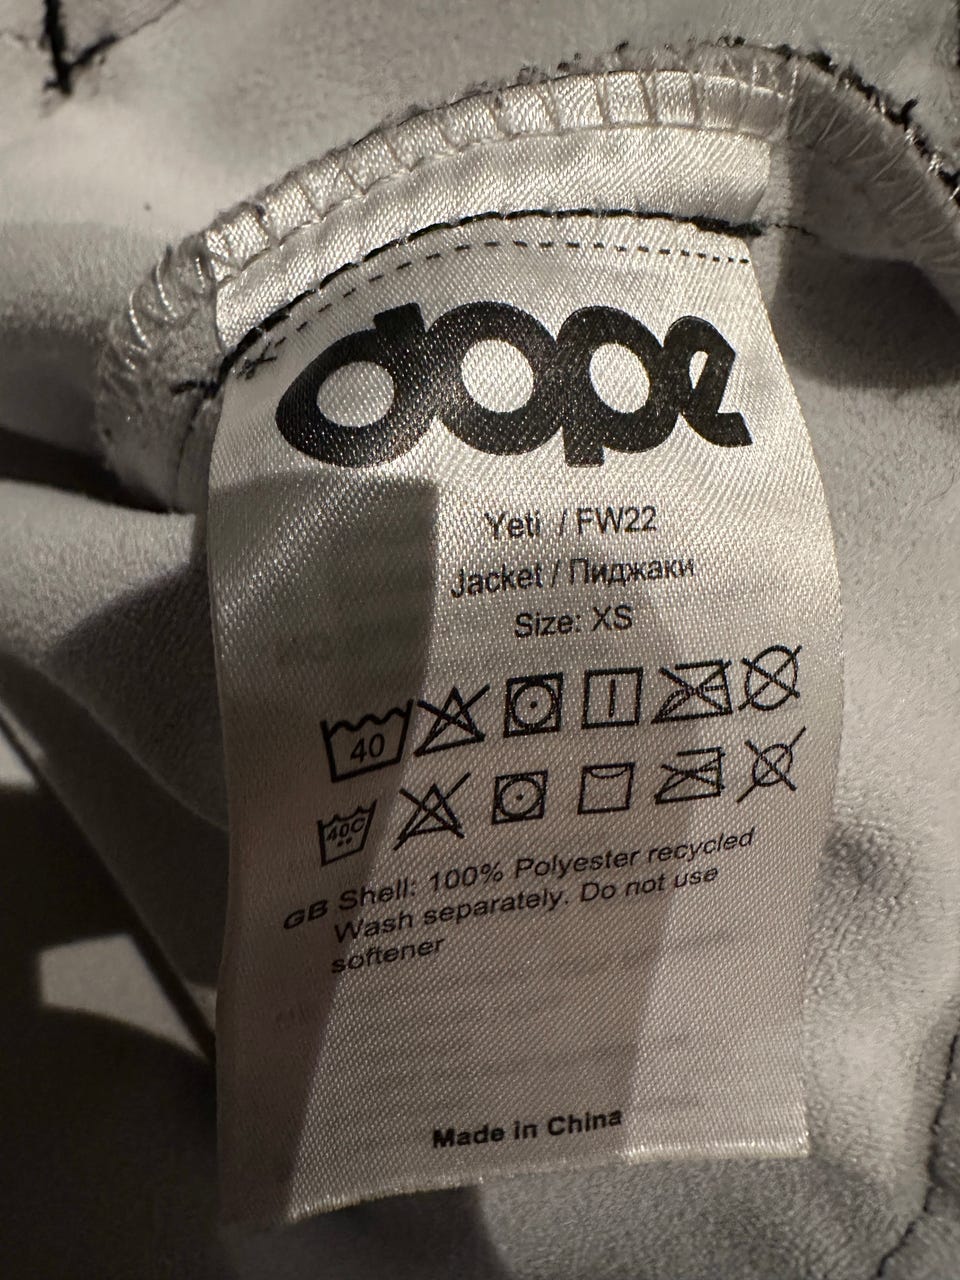 dope
Yeti / FW22
Jacket / Пиджаки
Size: XS
40
40C
GB Shell: 100% Polyester recycled
Wash separately. Do not use
softener
Made in China